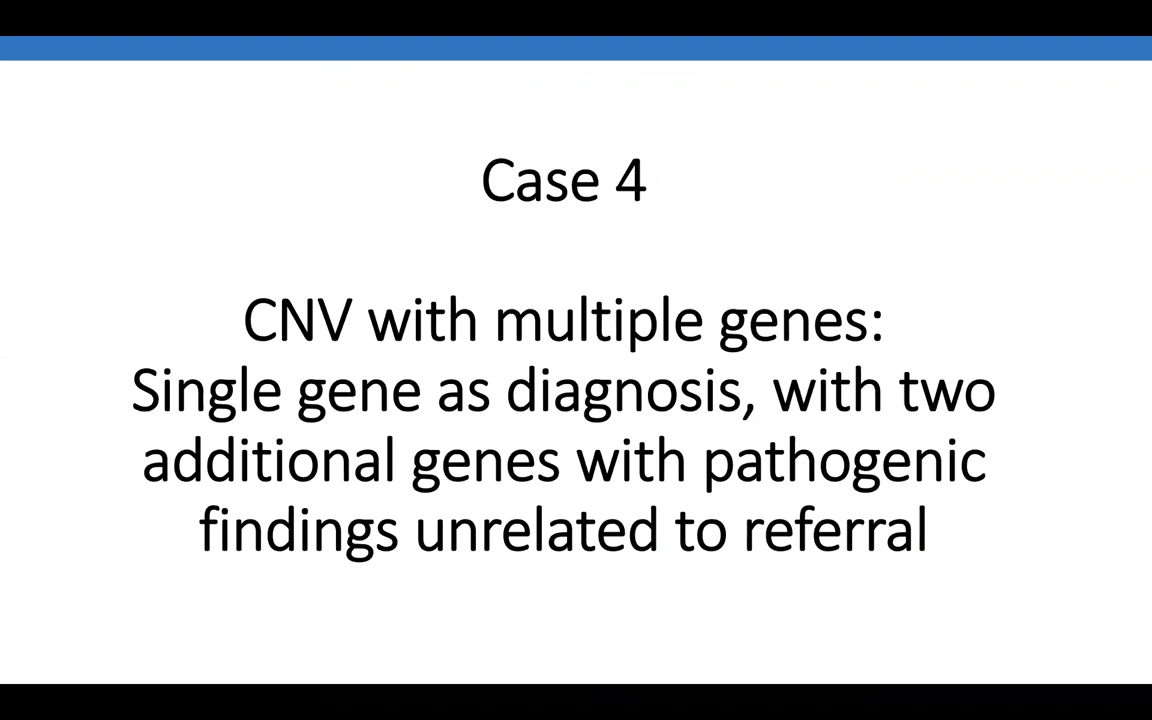 Case 4
CNV with multiple genes:
Single gene as diagnosis, with two
additional genes with pathogenic
findings unrelated to referral